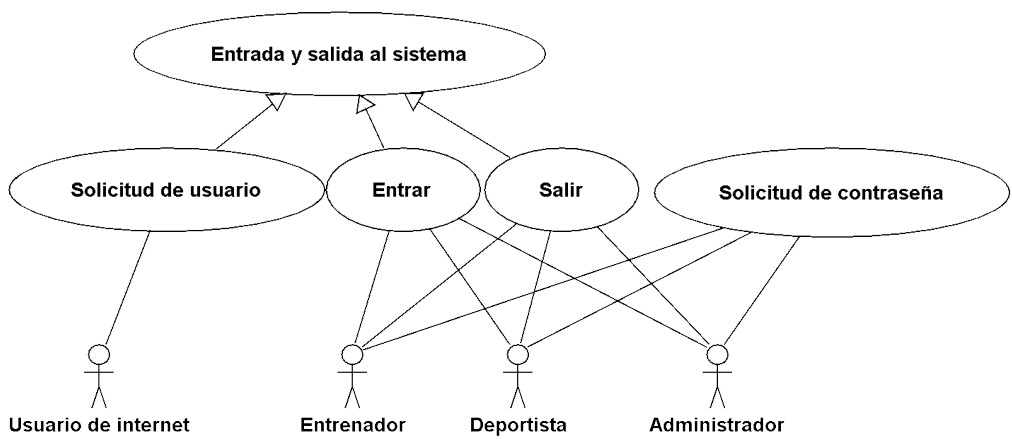 Entrada y salida al sistema
Solicitud de usuario
Entrar
Salir
Solicitud de contraseña
Usuario de internet
Entrenador
Deportista
Administrador